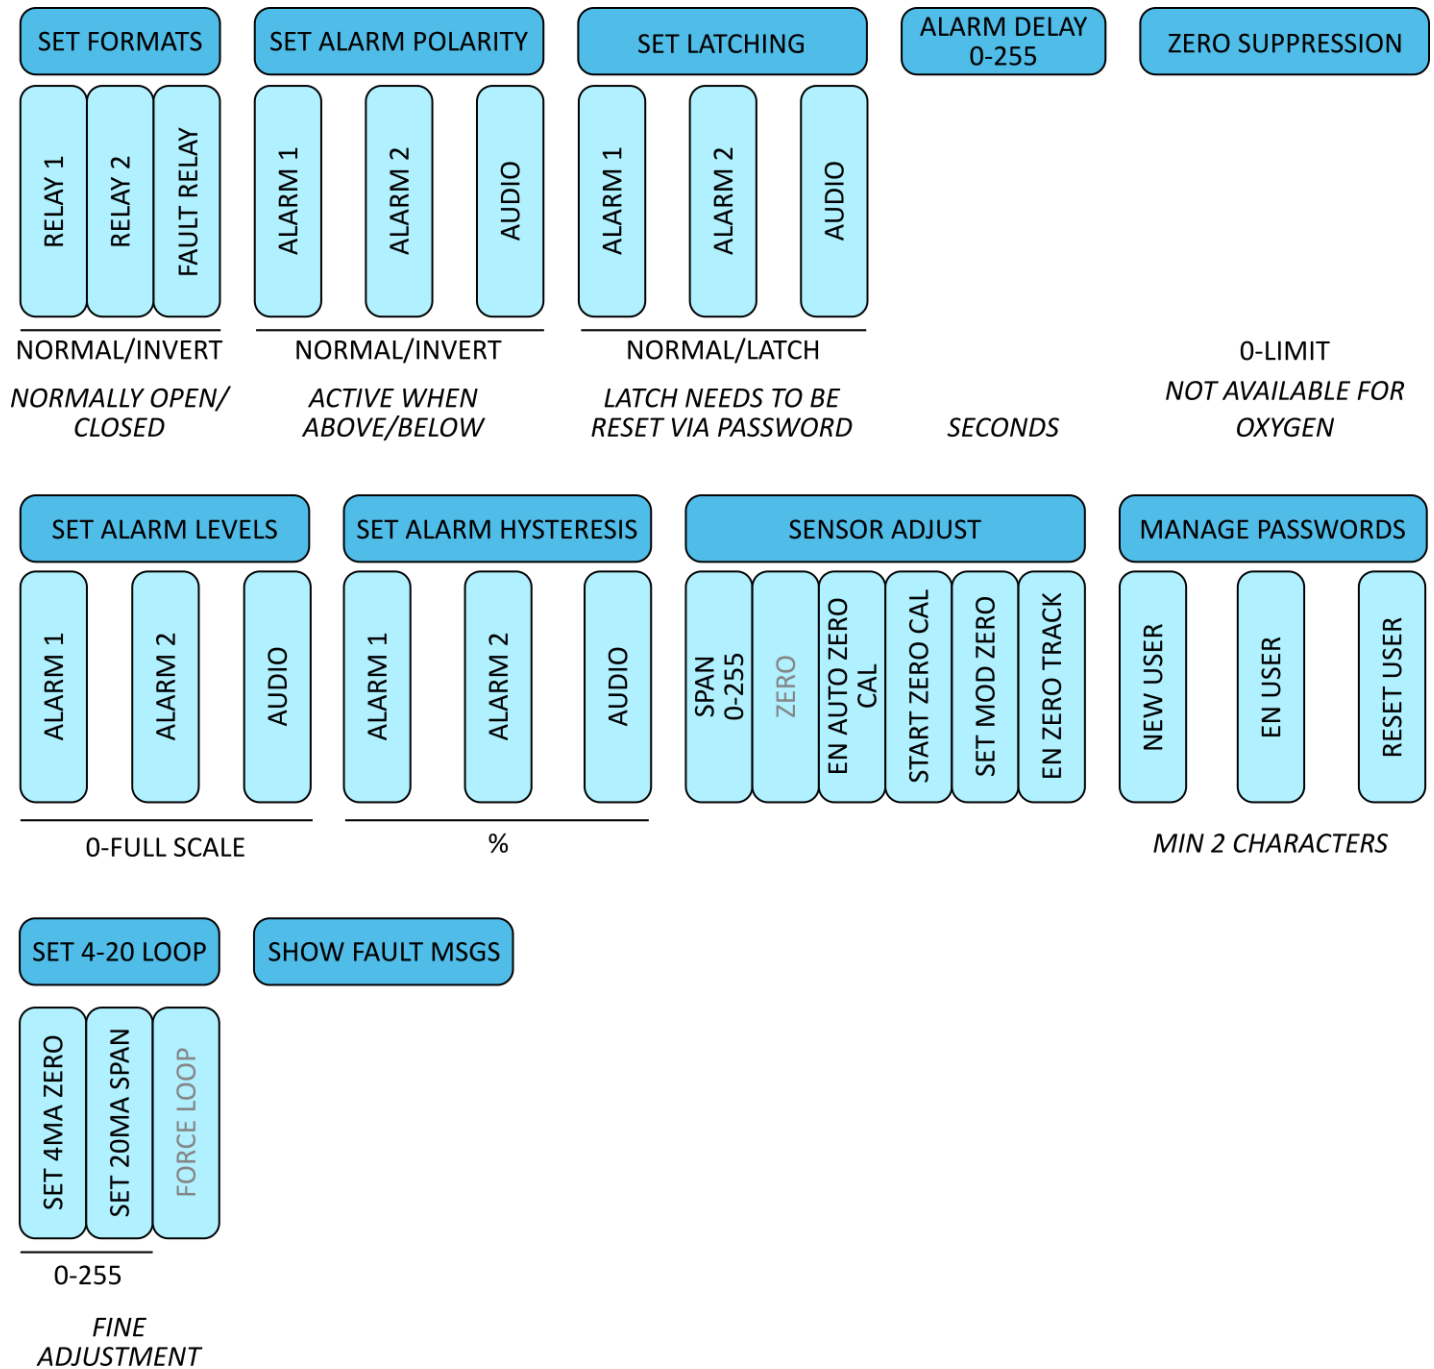 SET FORMATS
RELAY 1
RELAY 2
FAULT RELAY
NORMAL/INVERT
NORMALLY OPEN/
CLOSED
SET ALARM POLARITY
ALARM 1
ALARM 2
AUDIO
NORMAL/INVERT
ACTIVE WHEN
ABOVE/BELOW
SET LATCHING
ALARM 1
ALARM 2
AUDIO
NORMAL/LATCH
LATCH NEEDS TO BE
RESET VIA PASSWORD
ALARM DELAY
0-255
SECONDS
ZERO SUPPRESSION
0-LIMIT
NOT AVAILABLE FOR
OXYGEN
SET ALARM LEVELS
ALARM 1
ALARM 2
AUDIO
0-FULL SCALE
SET ALARM HYSTERESIS
ALARM 1
ALARM 2
AUDIO
%
SENSOR ADJUST
SPAN
0-255
ZERO
EN AUTO ZERO
CAL
START ZERO CAL
SET MOD ZERO
EN ZERO TRACK
MANAGE PASSWORDS
NEW USER
EN USER
RESET USER
MIN 2 CHARACTERS
SET 4-20 LOOP
SET 4MA ZERO
SET 20MA SPAN
FORCE LOOP
0-255
FINE
ADJUSTMENT
SHOW FAULT MSGS